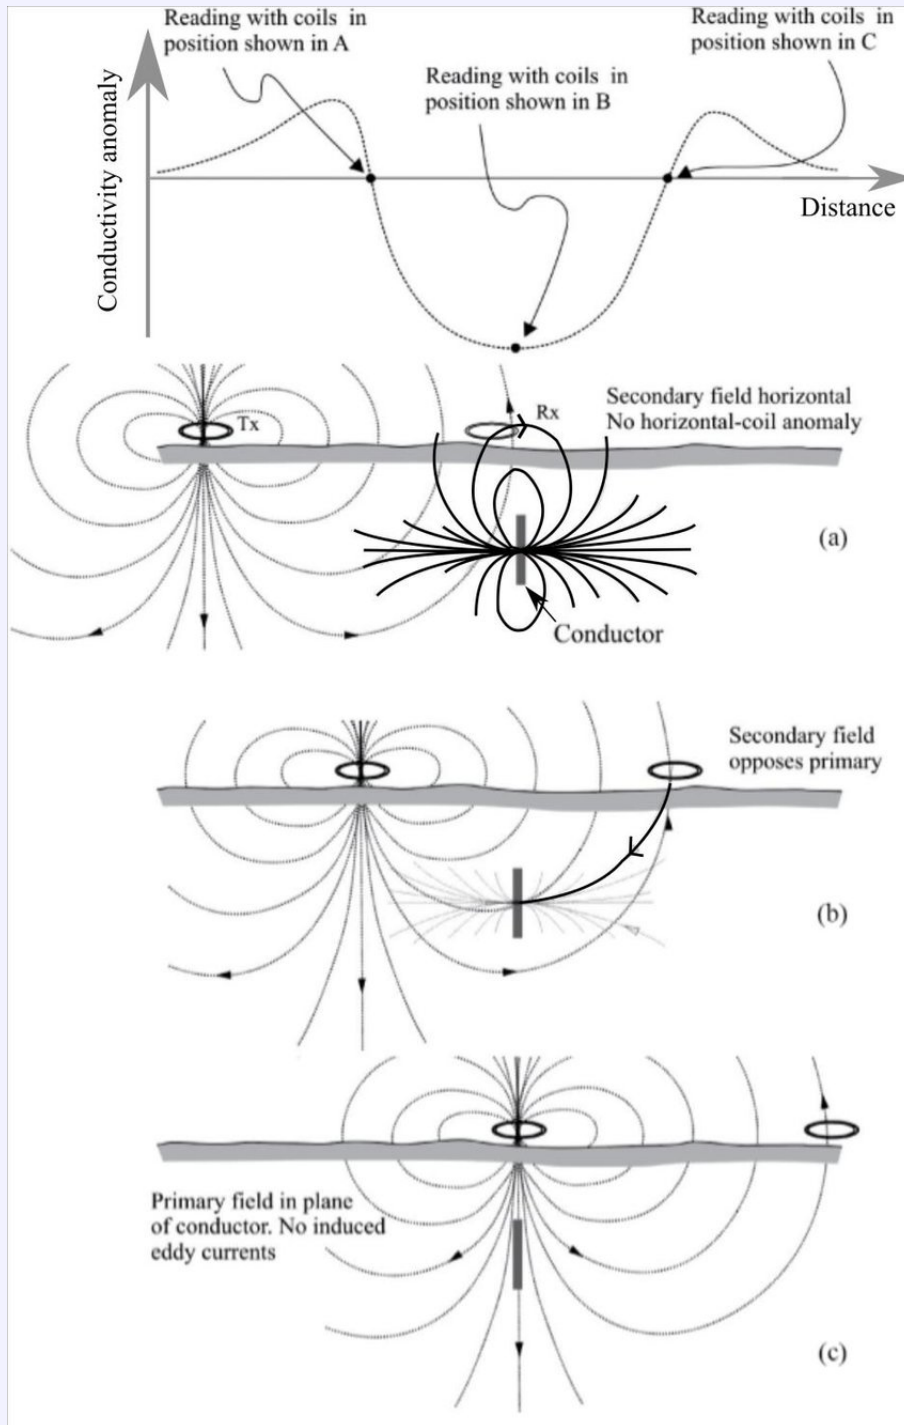 Reading with coils in
position shown in A
Reading with coils in
position shown in C
Reading with coils in
position shown in B
Conductivity anomaly
Distance
Tx
Rx
Secondary field horizontal
No horizontal-coil anomaly
(a)
Conductor
Secondary field
opposes primary
(b)
Primary field in plane
of conductor. No induced
eddy currents
(c)